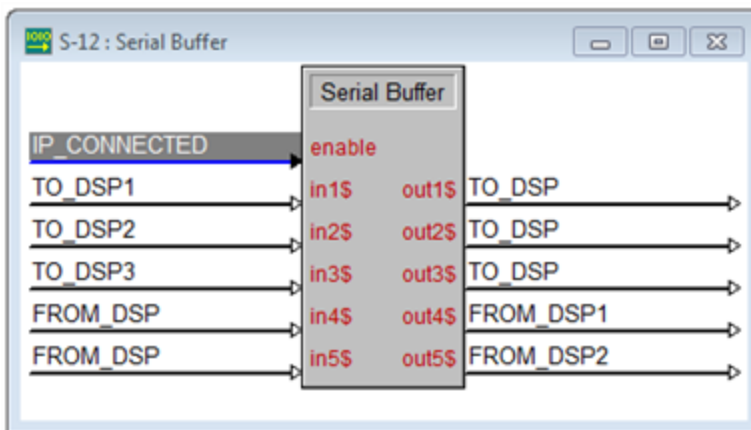 S-12 : Serial Buffer
Serial Buffer
IP_CONNECTED enable
TO_DSP1 in1$ out1$ TO_DSP
TO_DSP2 in2$ out2$ TO_DSP
TO_DSP3 in3$ out3$ TO_DSP
FROM_DSP in4$ out4$ FROM_DSP1
FROM_DSP in5$ out5$ FROM_DSP2